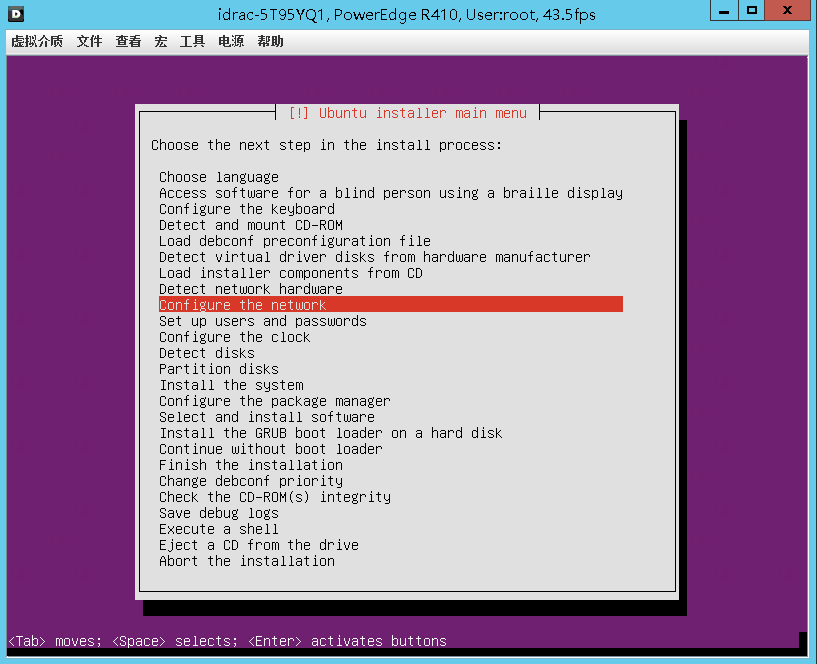 idrac-5T95YQ1, PowerEdge R410, User:root, 43.5fps
虚拟介质 文件 查看 宏 工具 电源 帮助
[!] Ubuntu installer main menu
Choose the next step in the install process:
Choose language
Access software for a blind person using a braille display
Configure the keyboard
Detect and mount CD-ROM
Load debconf preconfiguration file
Detect virtual driver disks from hardware manufacturer
Load installer components from CD
Detect network hardware
Configure the network
Set up users and passwords
Configure the clock
Detect disks
Partition disks
Install the system
Configure the package manager
Select and install software
Install the GRUB boot loader on a hard disk
Continue without boot loader
Finish the installation
Change debconf priority
Check the CD-ROM(s) integrity
Save debug logs
Execute a shell
Eject a CD from the drive
Abort the installation
<Tab> moves; <Space> selects; <Enter> activates buttons